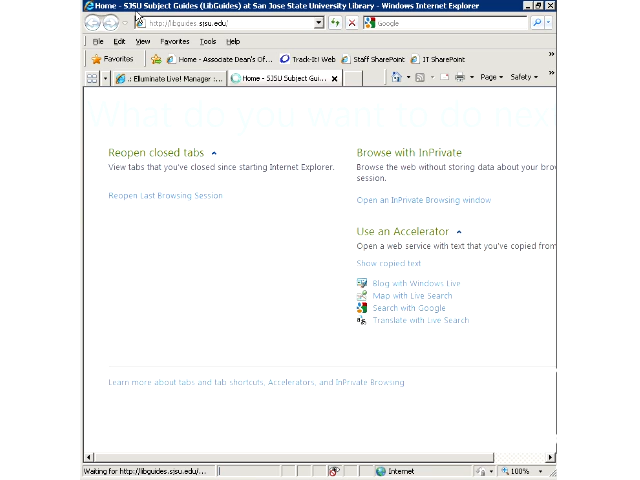 Home - SJSU Subject Guides (LibGuides) at San Jose State University Library - Windows Internet Explorer
http://libguides.sjsu.edu/
Google
File Edit View Favorites Tools Help
Favorites Home - Associate Dean's Of... Track-It! Web Staff SharePoint IT SharePoint
.: Elluminate Live! Manager :... Home - SJSU Subject Gui... Page Safety
What do you want to do next
Reopen closed tabs
View tabs that you've closed since starting Internet Explorer.
Reopen Last Browsing Session
Browse with InPrivate
Browse the web without storing data about your brow
session.
Open an InPrivate Browsing window
Use an Accelerator
Open a web service with text that you've copied from
Show copied text
Blog with Windows Live
Map with Live Search
Search with Google
Translate with Live Search
Learn more about tabs and tab shortcuts, Accelerators, and InPrivate Browsing
Waiting for http://libguides.sjsu.edu/... Internet 100%